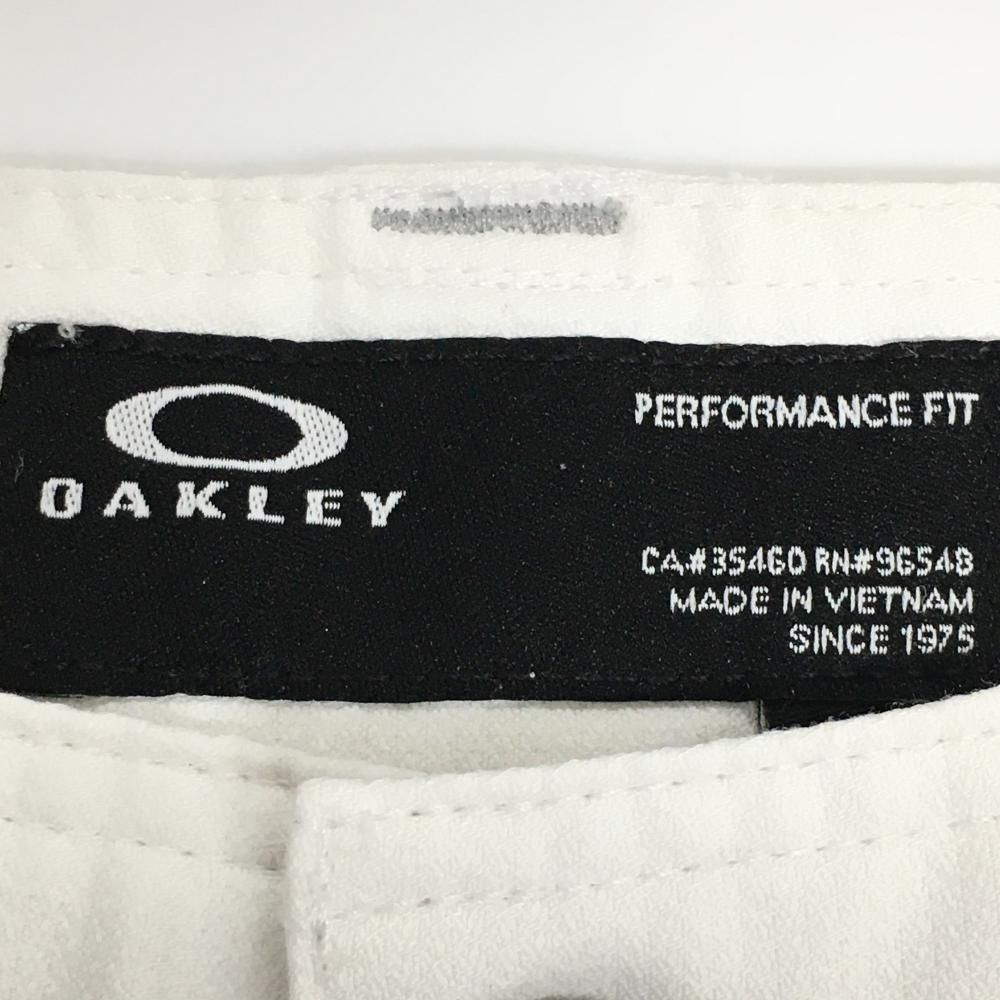 OAKLEY
PERFORMANCE FIT
CA#35460 RN#96548
MADE IN VIETNAM
SINCE 1975